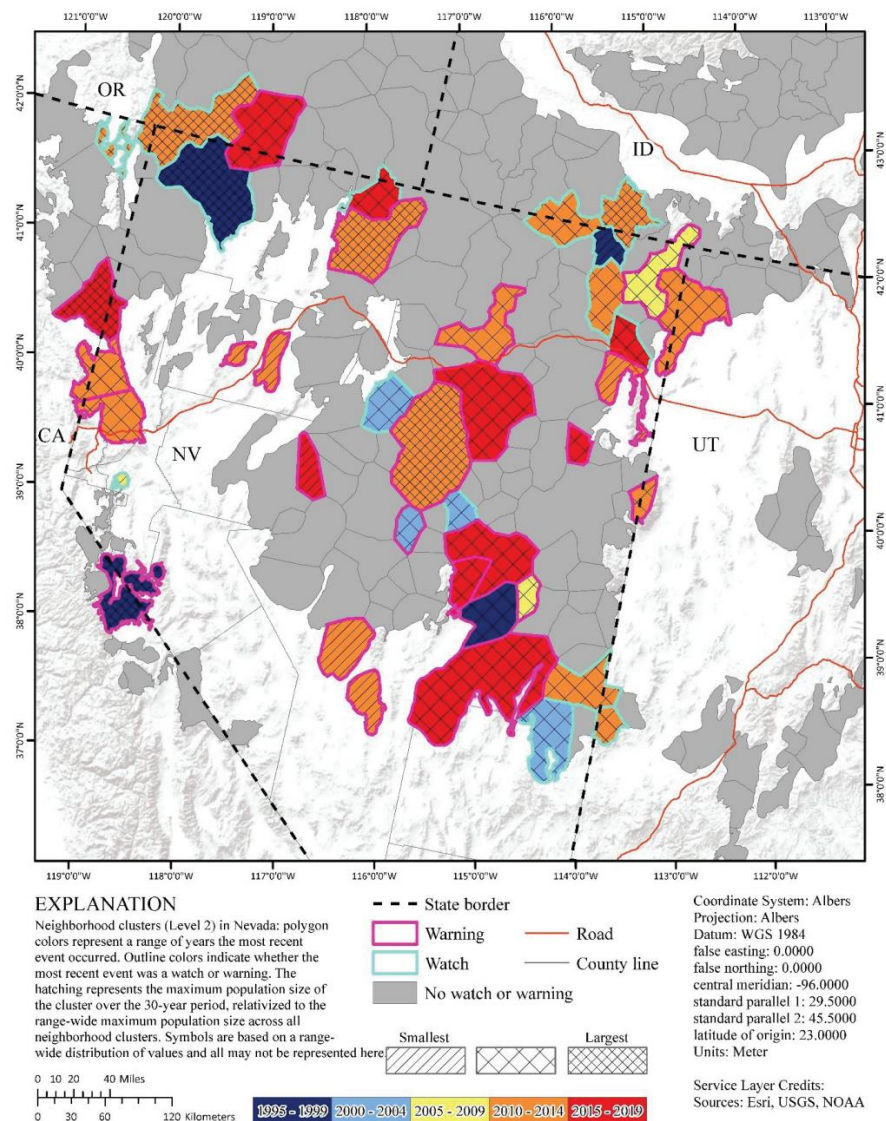 121°0'0"W 120°0'0"W 119°0'0"W 118°0'0"W 117°0'0"W 116°0'0"W 115°0'0"W 114°0'0"W 113°0'0"W
42°0'0"N
41°0'0"N
40°0'0"N
39°0'0"N
38°0'0"N
37°0'0"N
OR
ID
CA
NV
UT
43°0'0"N
42°0'0"N
41°0'0"N
40°0'0"N
39°0'0"N
38°0'0"N
119°0'0"W 118°0'0"W 117°0'0"W 116°0'0"W 115°0'0"W 114°0'0"W 113°0'0"W 112°0'0"W
EXPLANATION
Neighborhood clusters (Level 2) in Nevada: polygon
colors represent a range of years the most recent
event occurred. Outline colors indicate whether the
most recent event was a watch or warning. The
hatching represents the maximum population size of
the cluster over the 30-year period, relativized to the
range-wide maximum population size across all
neighborhood clusters. Symbols are based on a range-
wide distribution of values and all may not be represented here.
0 10 20 40 Miles
0 30 60 120 Kilometers
State border
Warning
Watch
No watch or warning
Road
County line
Smallest Largest
1995 - 1999 2000 - 2004 2005 - 2009 2010 - 2014 2015 - 2019
Coordinate System: Albers
Projection: Albers
Datum: WGS 1984
false easting: 0.0000
false northing: 0.0000
central meridian: -96.0000
standard parallel 1: 29.5000
standard parallel 2: 45.5000
latitude of origin: 23.0000
Units: Meter
Service Layer Credits:
Sources: Esri, USGS, NOAA